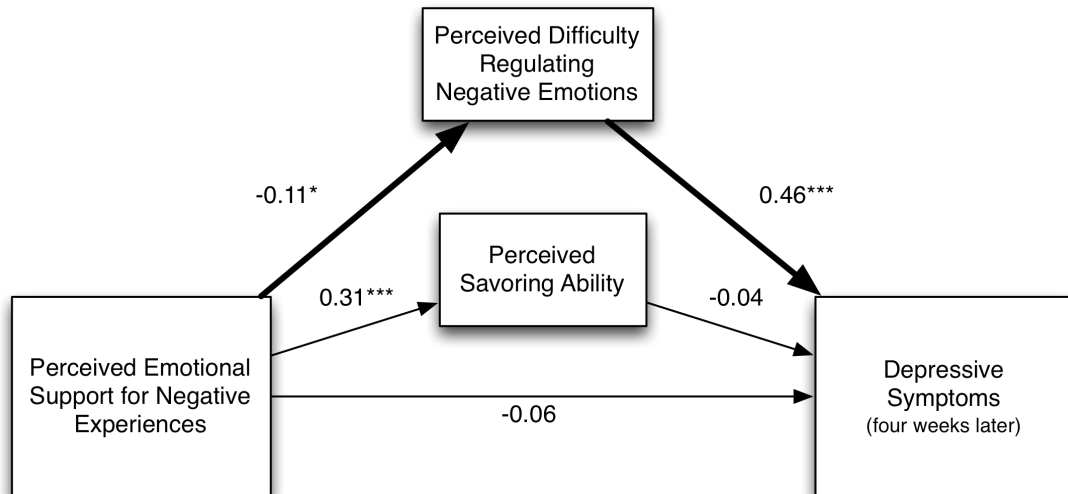 Perceived Difficulty
Regulating
Negative Emotions
-0.11*
0.46***
Perceived
Savoring Ability
0.31***
-0.04
Perceived Emotional
Support for Negative
Experiences
-0.06
Depressive
Symptoms
(four weeks later)